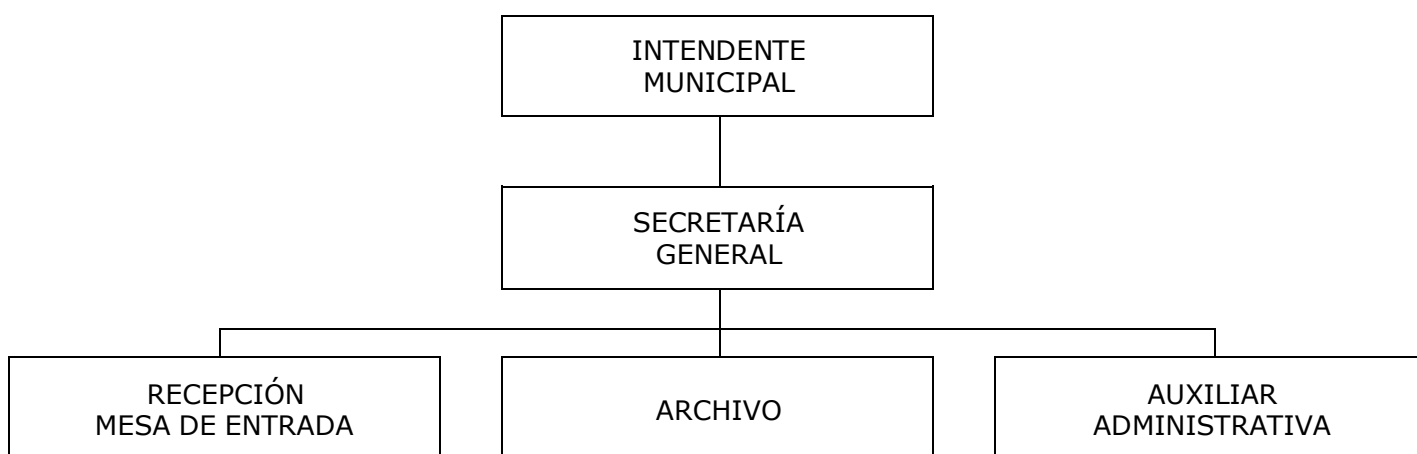 INTENDENTE
MUNICIPAL
SECRETARÍA
GENERAL
RECEPCIÓN
MESA DE ENTRADA
ARCHIVO
AUXILIAR
ADMINISTRATIVA